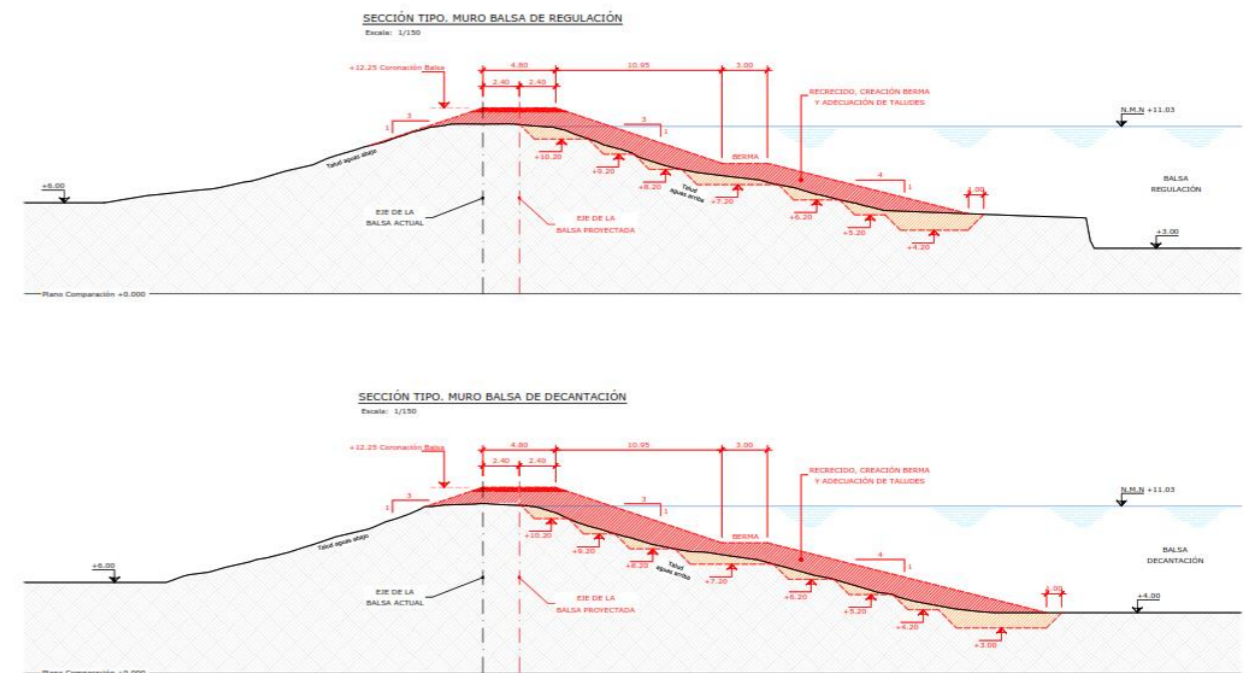 SECCIÓN TIPO. MURO BALSA DE REGULACIÓN
Escala: 1/150
+12.25 Coronación Balsa
4.80
10.95
3.00
2.40
2.40
RECRECIDO, CREACIÓN BERMA
Y ADECUACIÓN DE TALUDES
N.M.N +11.03
3
1
3
1
Talud aguas abajo
BERMA
+10.20
+9.20
+8.20
Talud
aguas arriba
+7.20
4
1
1.00
BALSA
REGULACIÓN
+6.00
EJE DE LA
BALSA ACTUAL
EJE DE LA
BALSA PROYECTADA
+6.20
+5.20
+4.20
+3.00
Plano Comparación +0.000
SECCIÓN TIPO. MURO BALSA DE DECANTACIÓN
Escala: 1/150
+12.25 Coronación Balsa
4.80
10.95
3.00
2.40
2.40
RECRECIDO, CREACIÓN BERMA
Y ADECUACIÓN DE TALUDES
N.M.N +11.03
3
1
3
1
Talud aguas abajo
BERMA
+10.20
+9.20
+8.20
Talud
aguas arriba
+7.20
4
1
1.00
BALSA
DECANTACIÓN
+6.00
EJE DE LA
BALSA ACTUAL
EJE DE LA
BALSA PROYECTADA
+6.20
+5.20
+4.20
+3.00
+4.00
Plano Comparación +0.000